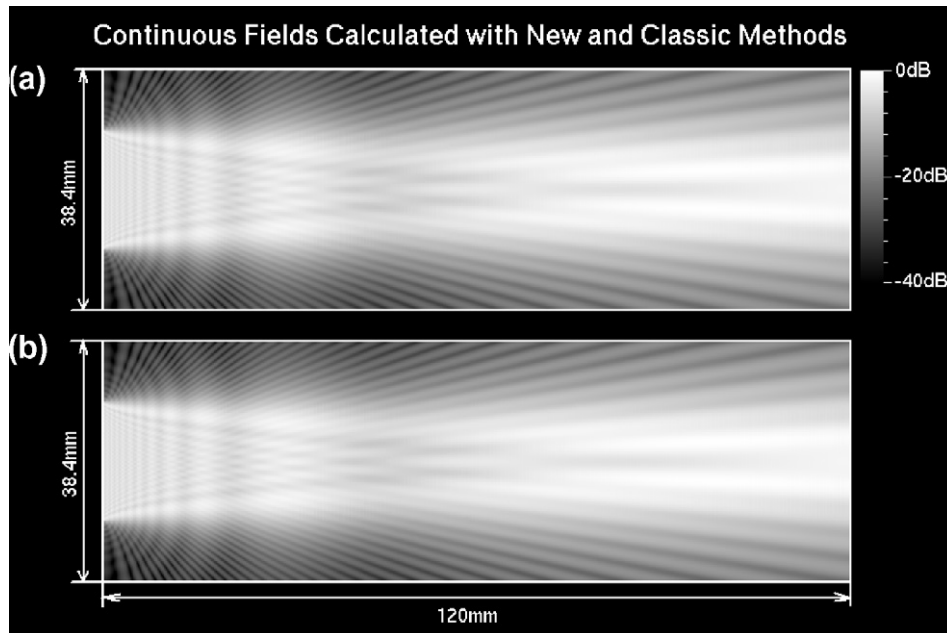 Continuous Fields Calculated with New and Classic Methods
(a)
38.4mm
0dB
-20dB
-40dB
(b)
38.4mm
120mm